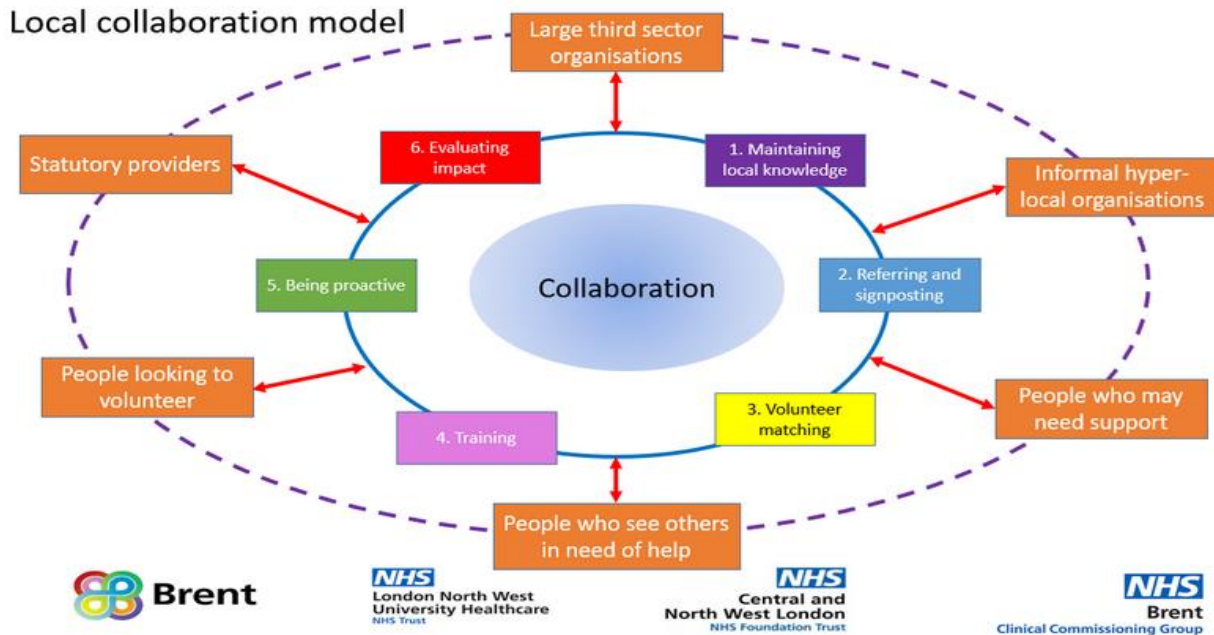 Local collaboration model
Large third sector
organisations
6. Evaluating
impact
1. Maintaining
local knowledge
Statutory providers
Informal hyper-
local organisations
5. Being proactive
Collaboration
2. Referring and
signposting
People looking to
volunteer
4. Training
3. Volunteer
matching
People who may
need support
People who see others
in need of help
Brent
NHS
London North West
University Healthcare
NHS Trust
NHS
Central and
North West London
NHS Foundation Trust
NHS
Brent
Clinical Commissioning Group